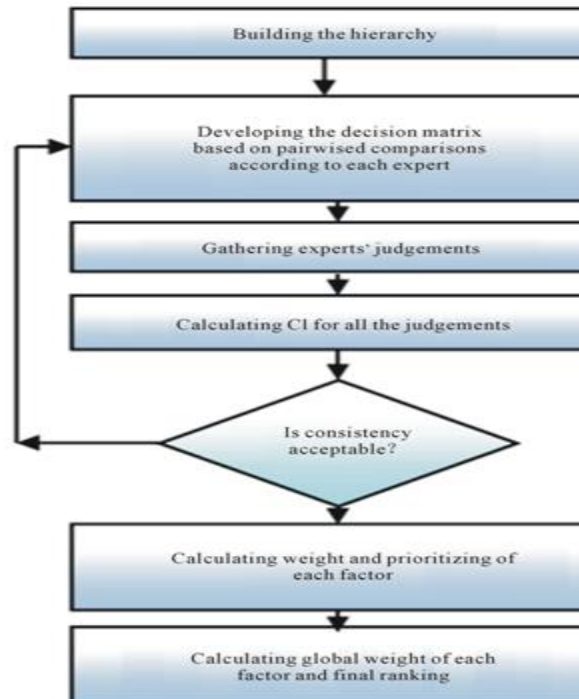 Building the hierarchy
Developing the decision matrix
based on pairwised comparisons
according to each expert
Gathering experts' judgements
Calculating CI for all the judgements
Is consistency
acceptable?
Calculating weight and prioritizing of
each factor
Calculating global weight of each
factor and final ranking